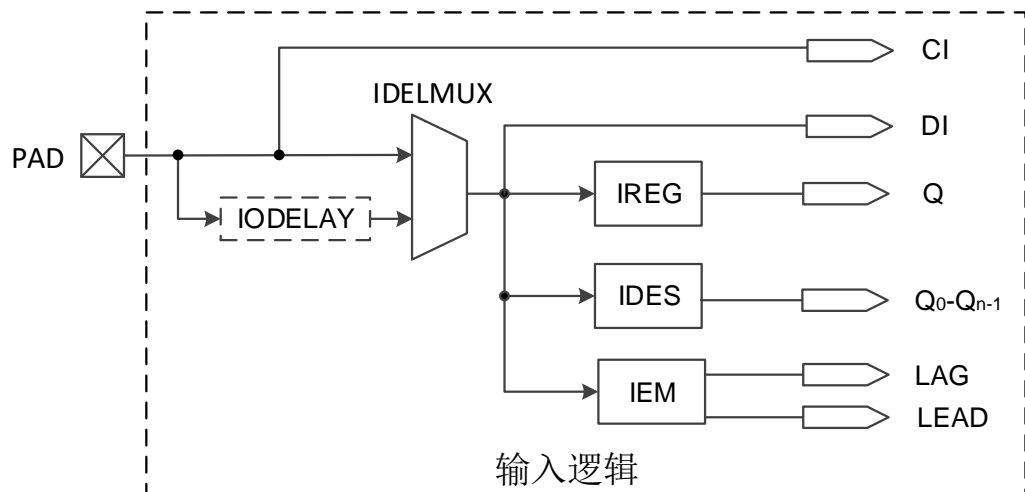 CI
IDELMUX
DI
PAD
IREG
Q
IODELAY
IDES
Q0-Qn-1
LAG
IEM
LEAD
输入逻辑